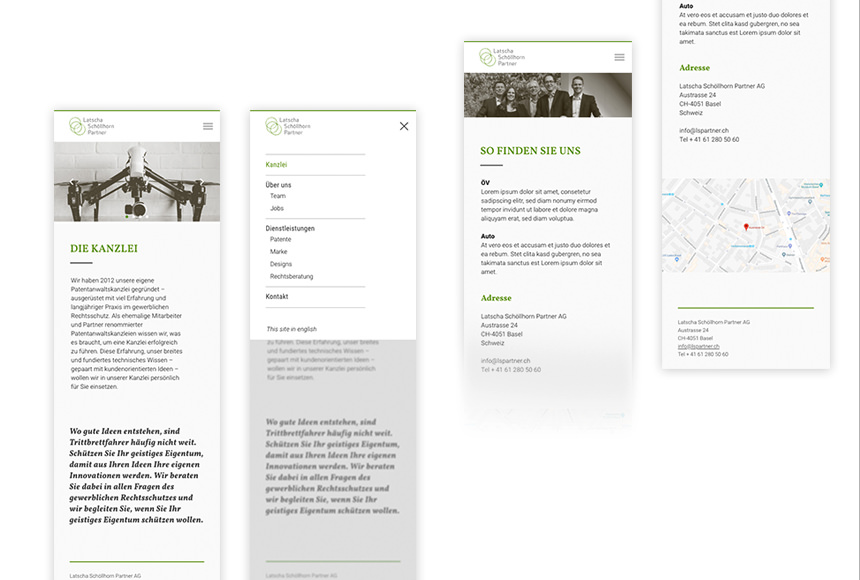 Latscha
Schöllhorn
Partner
DIE KANZLEI
Wir haben 2012 unsere eigene
Patentanwaltskanzlei gegründet –
ausgerüstet mit viel Erfahrung und
langjähriger Praxis im gewerblichen
Rechtsschutz. Als ehemalige Mitarbeiter
und Partner renommierter
Patentanwaltskanzleien wissen wir, was
es braucht, um eine Kanzlei erfolgreich
zu führen. Diese Erfahrung, unser breites
und fundiertes technisches Wissen –
gepaart mit kundenorientierten Ideen –
wollen wir in unserer Kanzlei persönlich
für Sie einsetzen.
Wo gute Ideen entstehen, sind
Trittbrettfahrer häufig nicht weit.
Schützen Sie Ihr geistiges Eigentum,
damit aus Ihren Ideen Ihre eigenen
Innovationen werden. Wir beraten
Sie dabei in allen Fragen des
gewerblichen Rechtsschutzes und
wir begleiten Sie, wenn Sie Ihr
geistiges Eigentum schützen wollen.
Latscha Schöllhorn Partner AG
Latscha
Schöllhorn
Partner
Kanzlei
Über uns
Team
Jobs
Dienstleistungen
Patente
Marke
Designs
Rechtsberatung
Kontakt
This site in english
zu führen. Diese Erfahrung, unser breites
und fundiertes technisches Wissen –
gepaart mit kundenorientierten Ideen –
wollen wir in unserer Kanzlei persönlich
für Sie einsetzen.
Wo gute Ideen entstehen, sind
Trittbrettfahrer häufig nicht weit.
Schützen Sie Ihr geistiges Eigentum,
damit aus Ihren Ideen Ihre eigenen
Innovationen werden. Wir beraten
Sie dabei in allen Fragen des
gewerblichen Rechtsschutzes und
wir begleiten Sie, wenn Sie Ihr
geistiges Eigentum schützen wollen.
Latscha Schöllhorn Partner AG
Latscha
Schöllhorn
Partner
SO FINDEN SIE UNS
ÖV
Lorem ipsum dolor sit amet, consetetur
sadipscing elitr, sed diam nonumy eirmod
tempor invidunt ut labore et dolore magna
aliquyam erat, sed diam voluptua.
Auto
At vero eos et accusam et justo duo dolores et
ea rebum. Stet clita kasd gubergren, no sea
takimata sanctus est Lorem ipsum dolor sit
amet.
Adresse
Latscha Schöllhorn Partner AG
Austrasse 24
CH-4051 Basel
Schweiz
info@lspartner.ch
Tel + 41 61 280 50-60
Auto
At vero eos et accusam et justo duo dolores et
ea rebum. Stet clita kasd gubergren, no sea
takimata sanctus est Lorem ipsum dolor sit
amet.
Adresse
Latscha Schöllhorn Partner AG
Austrasse 24
CH-4051 Basel
Schweiz
info@lspartner.ch
Tel + 41 61 280 50 60
Latscha Schöllhorn Partner AG
Austrasse 24
CH-4051 Basel
info@lspartner.ch
Tel + 41 61 280 50 60